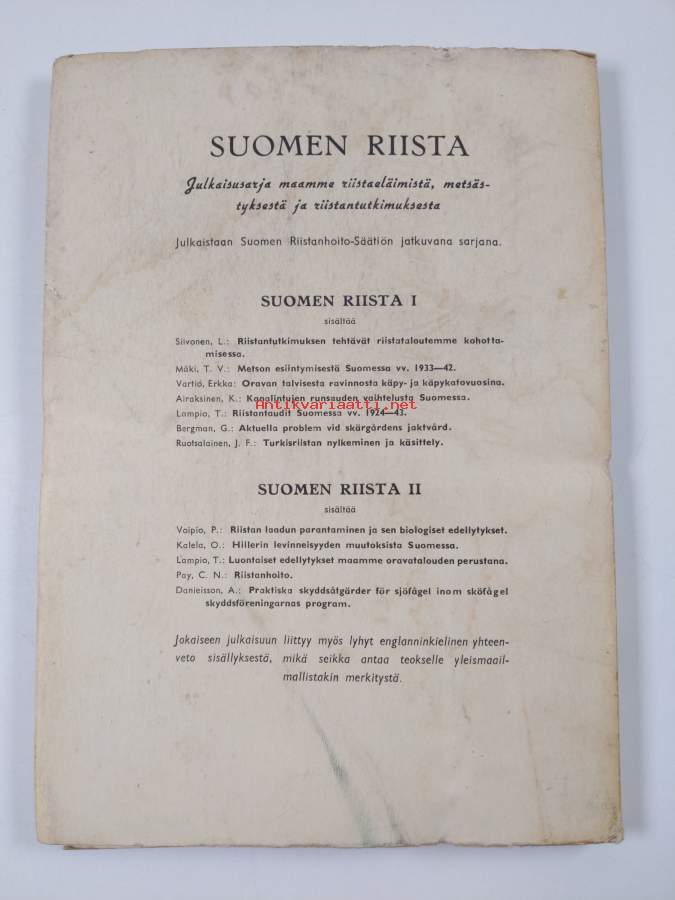 SUOMEN RIISTA
Julkaisusarja maamme riistaeläimistä, metsäs-
tyksestä ja riistantutkimuksesta
Julkaistaan Suomen Riistanhoito-Säätiön jatkuvana sarjana.
SUOMEN RIISTA I
sisältää
Siivonen, L.: Riistantutkimuksen tehtävät riistataloutemme kohotta-
misessa.
Mäki, T. V.: Metson esiintymisestä Suomessa vv. 1933—42.
Vartiö, Erkka: Oravan talvisesta ravinnosta käpy- ja käpykatovuosina.
Airaksinen, K.: Kanalintujen runsauden vaihtelusta Suomessa.
Antikvariaatti.net
Lampio, T.: Riistantaudit Suomessa vv. 1924—43.
Bergman, G.: Aktuella problem vid skärgårdens jaktvård.
Ruotsalainen, J. F.: Turkisriistan nylkeminen ja käsittely.
SUOMEN RIISTA II
sisältää
Voipio, P.: Riistan laadun parantaminen ja sen biologiset edellytykset.
Kalela, O.: Hillerin levinneisyyden muutoksista Suomessa.
Lampio, T.: Luontaiset edellytykset maamme oravatalouden perustana.
Pay, C. N.: Riistanhoito.
Danielsson, A.: Praktiska skyddsåtgärder för sjöfågel inom sköfågel
skyddsföreningarnas program.
Jokaiseen julkaisuun liittyy myös lyhyt englanninkielinen yhteen-
veto sisällyksestä, mikä seikka antaa teokselle yleismaail-
mallistakin merkitystä.